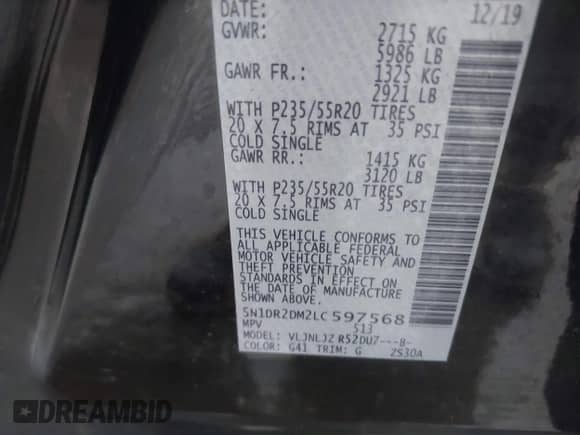 DATE: 12/19
GVWR: 2715 KG
5986 LB
GAWR FR.: 1325 KG
2921 LB
WITH P235/55R20 TIRES
20 X 7.5 RIMS AT 35 PSI
COLD SINGLE
GAWR RR.: 1415 KG
3120 LB
WITH P235/55R20 TIRES
20 X 7.5 RIMS AT 35 PSI
COLD SINGLE
THIS VEHICLE CONFORMS TO
ALL APPLICABLE FEDERAL
MOTOR VEHICLE SAFETY AND
THEFT PREVENTION
STANDARDS IN EFFECT ON
THE DATE OF MANUFACTURE
SHOWN ABOVE.
5N1DR2DM2LC597568
MPV 513
MODEL: VLJNLJZ R52DU7---B-
COLOR: G41 TRIM: G 2S30A
DREAMBID